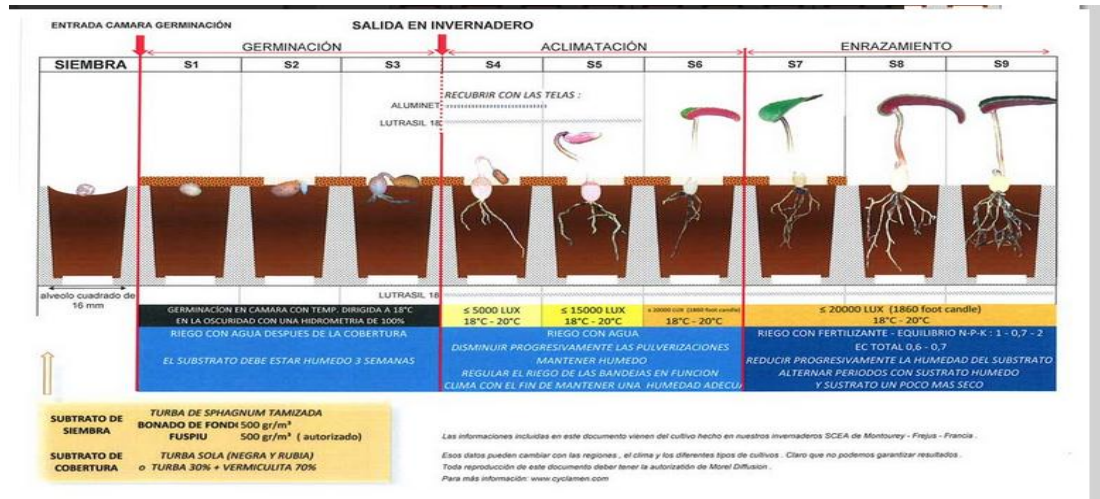 ENTRADA CAMARA GERMINACIÓN
SALIDA EN INVERNADERO
GERMINACIÓN
ACLIMATACIÓN
ENRAZAMIENTO
SIEMBRA S1 S2 S3 S4 S5 S6 S7 S8 S9
RECUBRIR CON LAS TELAS :
ALUMINET
LUTRASIL 18
alveolo cuadrado de
16 mm
LUTRASIL 18
GERMINACIÓN EN CAMARA CON TEMP. DIRIGIDA A 18°C
EN LA OSCURIDAD CON UNA HIDROMETRIA DE 100%
≤ 5000 LUX
18°C - 20°C
≤ 15000 LUX
18°C - 20°C
≤ 20000 LUX (1860 foot candle)
18°C - 20°C
≤ 20000 LUX (1860 foot candle)
18°C - 20°C
RIEGO CON AGUA DESPUES DE LA COBERTURA
EL SUBSTRATO DEBE ESTAR HUMEDO 3 SEMANAS
RIEGO CON AGUA
DISMINUIR PROGRESIVAMENTE LAS PULVERIZACIONES
MANTENER HUMEDO
REGULAR EL RIEGO DE LAS BANDEJAS EN FUNCION
CLIMA CON EL FIN DE MANTENER UNA HUMEDAD ADECUA
RIEGO CON FERTILIZANTE - EQUILIBRIO N-P-K : 1 - 0,7 - 2
EC TOTAL 0,6 - 0,7
REDUCIR PROGRESIVAMENTE LA HUMEDAD DEL SUBSTRATO
ALTERNAR PERIODOS CON SUSTRATO HUMEDO
Y SUSTRATO UN POCO MAS SECO
SUBTRATO DE
SIEMBRA
TURBA DE SPHAGNUM TAMIZADA
BONADO DE FONDI 500 gr/m³
FUSPIU 500 gr/m³ ( autorizado)
SUBTRATO DE
COBERTURA
TURBA SOLA (NEGRA Y RUBIA)
o TURBA 30% + VERMICULITA 70%
Las informaciones incluidas en este documento vienen del cultivo hecho en nuestros invernaderos SCEA de Montourey - Frejus - Francia .
Esos datos pueden cambiar con las regiones , el clima y los diferentes tipos de cultivos . Claro que no podemos garantizar resultados .
Toda reproducción de este documento deber tener la autorizatión de Morel Diffusion .
Para más información: www.cyclamen.com